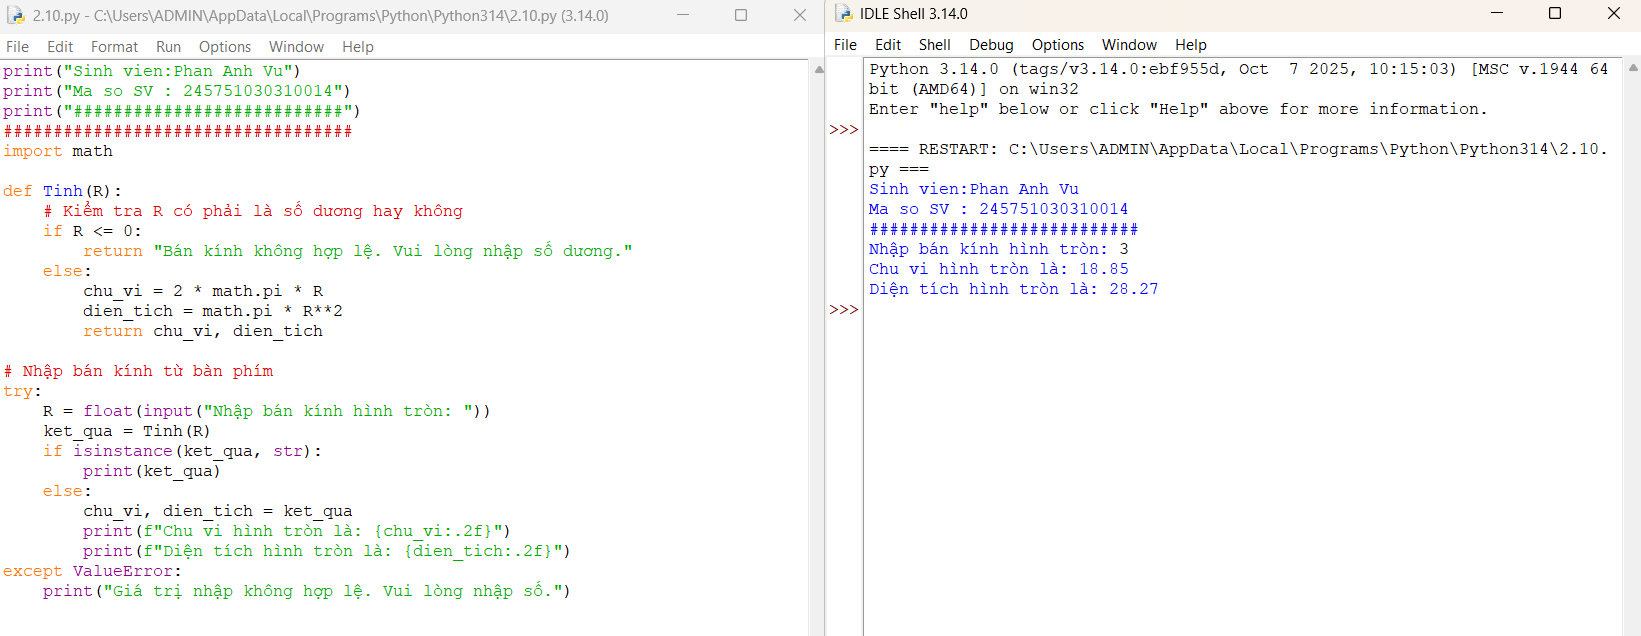 2.10.py - C:\Users\ADMIN\AppData\Local\Programs\Python\Python314\2.10.py (3.14.0)
File Edit Format Run Options Window Help
print("Sinh vien:Phan Anh Vu")
print("Ma so SV : 245751030310014")
print("###########################")
###################################
import math

def Tinh(R):
    # Kiểm tra R có phải là số dương hay không
    if R <= 0:
        return "Bán kính không hợp lệ. Vui lòng nhập số dương."
    else:
        chu_vi = 2 * math.pi * R
        dien_tich = math.pi * R**2
        return chu_vi, dien_tich

# Nhập bán kính từ bàn phím
try:
    R = float(input("Nhập bán kính hình tròn: "))
    ket_qua = Tinh(R)
    if isinstance(ket_qua, str):
        print(ket_qua)
    else:
        chu_vi, dien_tich = ket_qua
        print(f"Chu vi hình tròn là: {chu_vi:.2f}")
        print(f"Diện tích hình tròn là: {dien_tich:.2f}")
except ValueError:
    print("Giá trị nhập không hợp lệ. Vui lòng nhập số.")
IDLE Shell 3.14.0
File Edit Shell Debug Options Window Help
Python 3.14.0 (tags/v3.14.0:ebf955d, Oct  7 2025, 10:15:03) [MSC v.1944 64
bit (AMD64)] on win32
Enter "help" below or click "Help" above for more information.
>>>
==== RESTART: C:\Users\ADMIN\AppData\Local\Programs\Python\Python314\2.10.
py ===
Sinh vien:Phan Anh Vu
Ma so SV : 245751030310014
###########################
Nhập bán kính hình tròn: 3
Chu vi hình tròn là: 18.85
Diện tích hình tròn là: 28.27
>>>